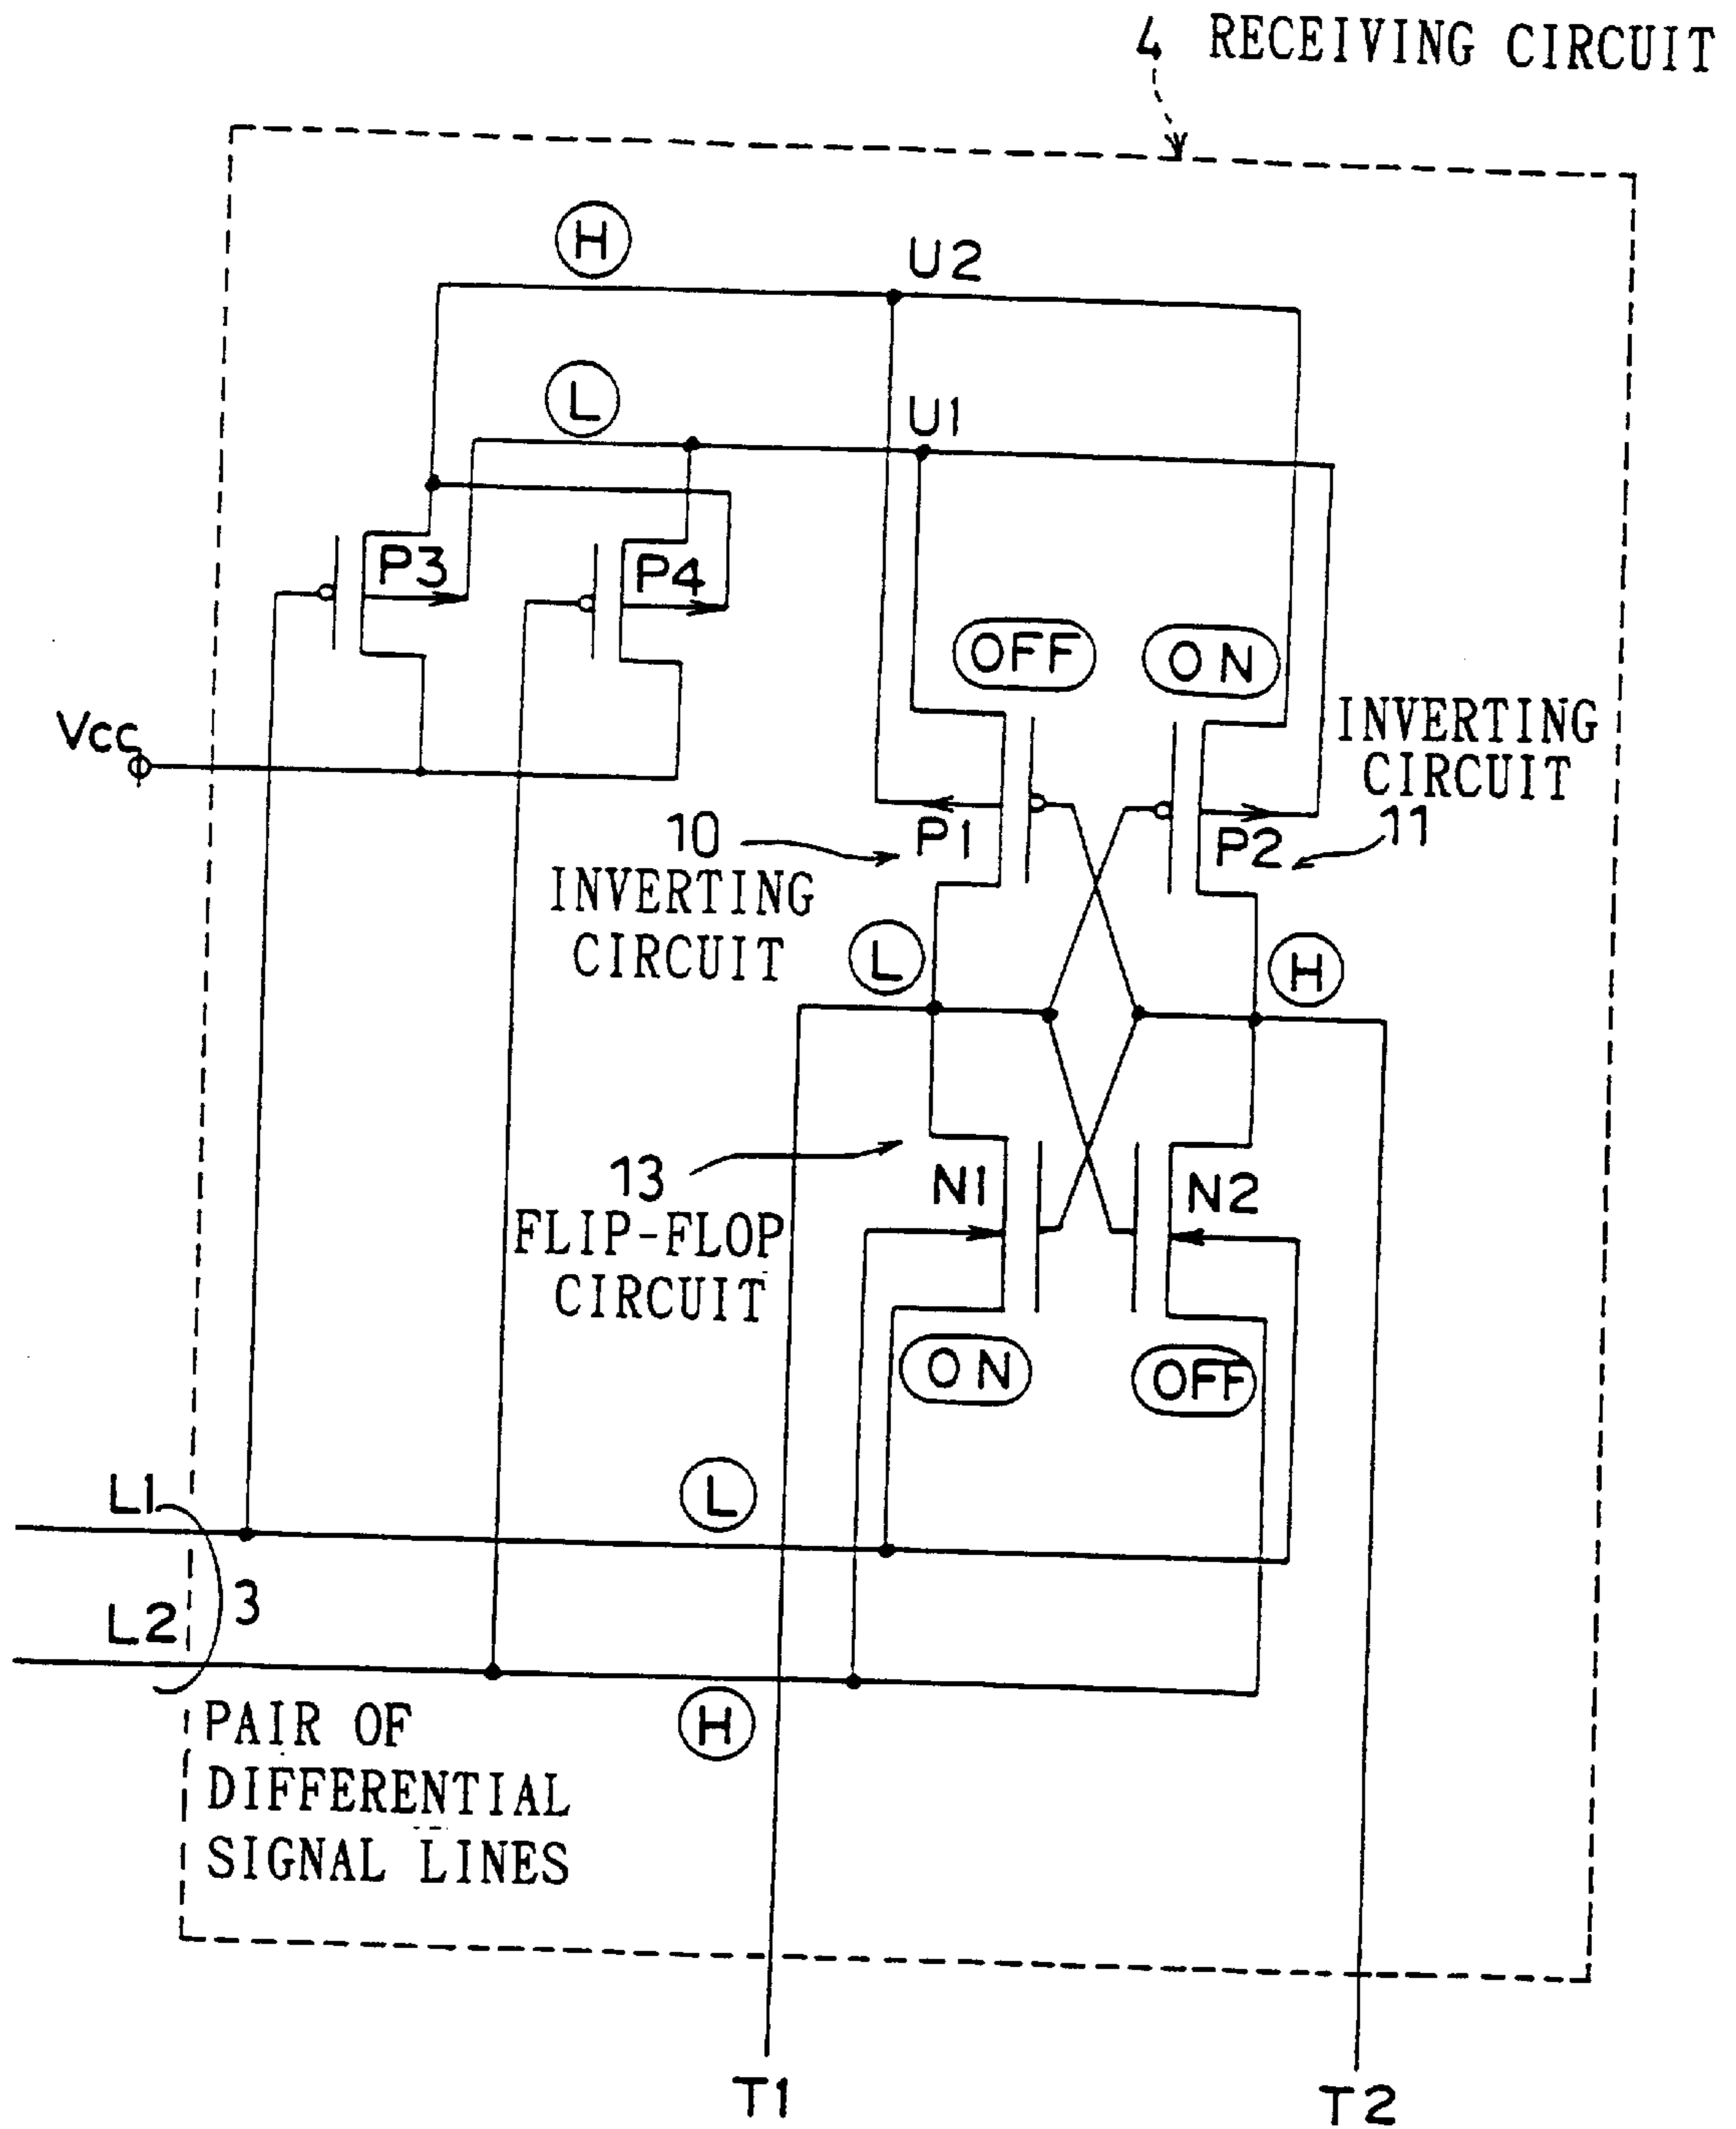 4 RECEIVING CIRCUIT
H
U2
L
U1
P3
P4
OFF
ON
Vcc
INVERTING
CIRCUIT
11
P1
P2
10
INVERTING
CIRCUIT
L
H
13
FLIP-FLOP
CIRCUIT
N1
N2
ON
OFF
L1
L
3
L2
H
PAIR OF
DIFFERENTIAL
SIGNAL LINES
T1
T2